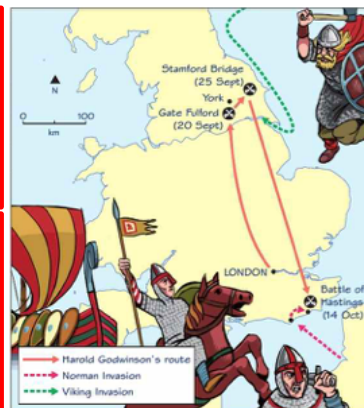 Stamford Bridge
(25 Sept)
York
Gate Fulford
(20 Sept)
N
0 100
km
LONDON
Battle of
Hastings
(14 Oct)
Harold Godwinson's route
Norman Invasion
Viking Invasion